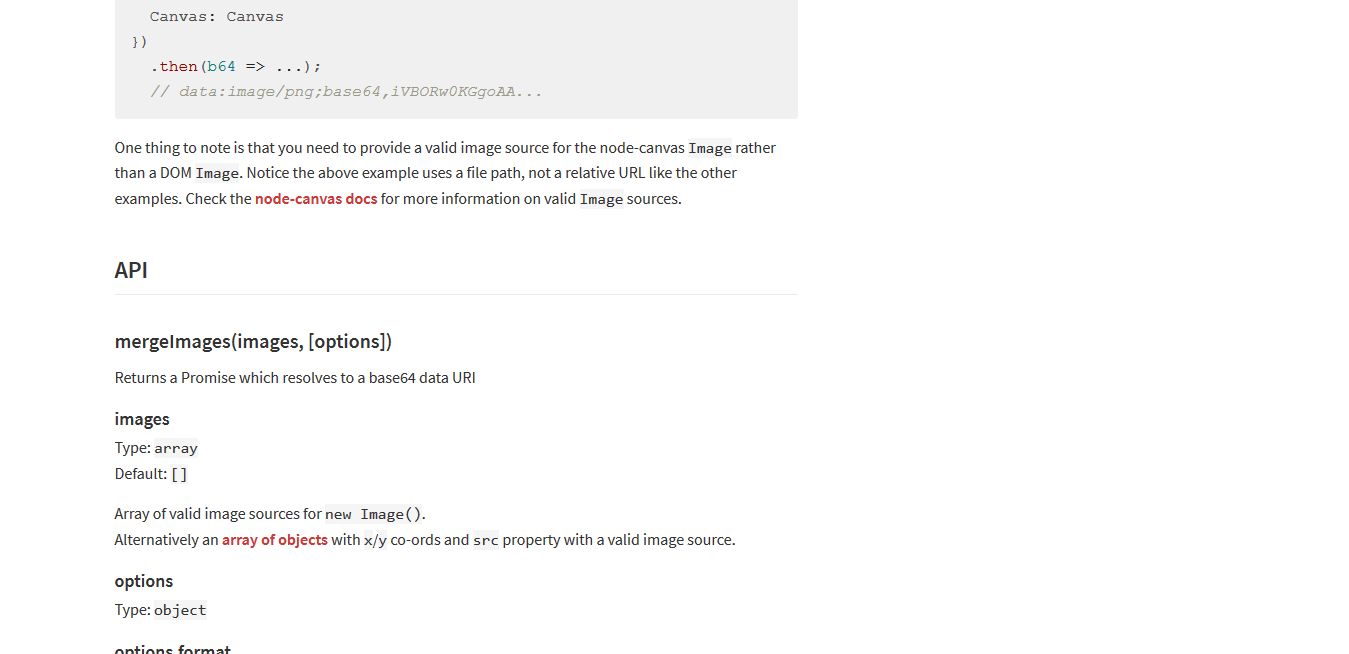 Canvas: Canvas
})
.then(b64 => ...);
// data:image/png;base64,iVBORw0KGgoAA...
One thing to note is that you need to provide a valid image source for the node-canvas Image rather
than a DOM Image. Notice the above example uses a file path, not a relative URL like the other
examples. Check the node-canvas docs for more information on valid Image sources.
API
mergeImages(images, [options])
Returns a Promise which resolves to a base64 data URI
images
Type: array
Default: []
Array of valid image sources for new Image().
Alternatively an array of objects with x/y co-ords and src property with a valid image source.
options
Type: object
options.format